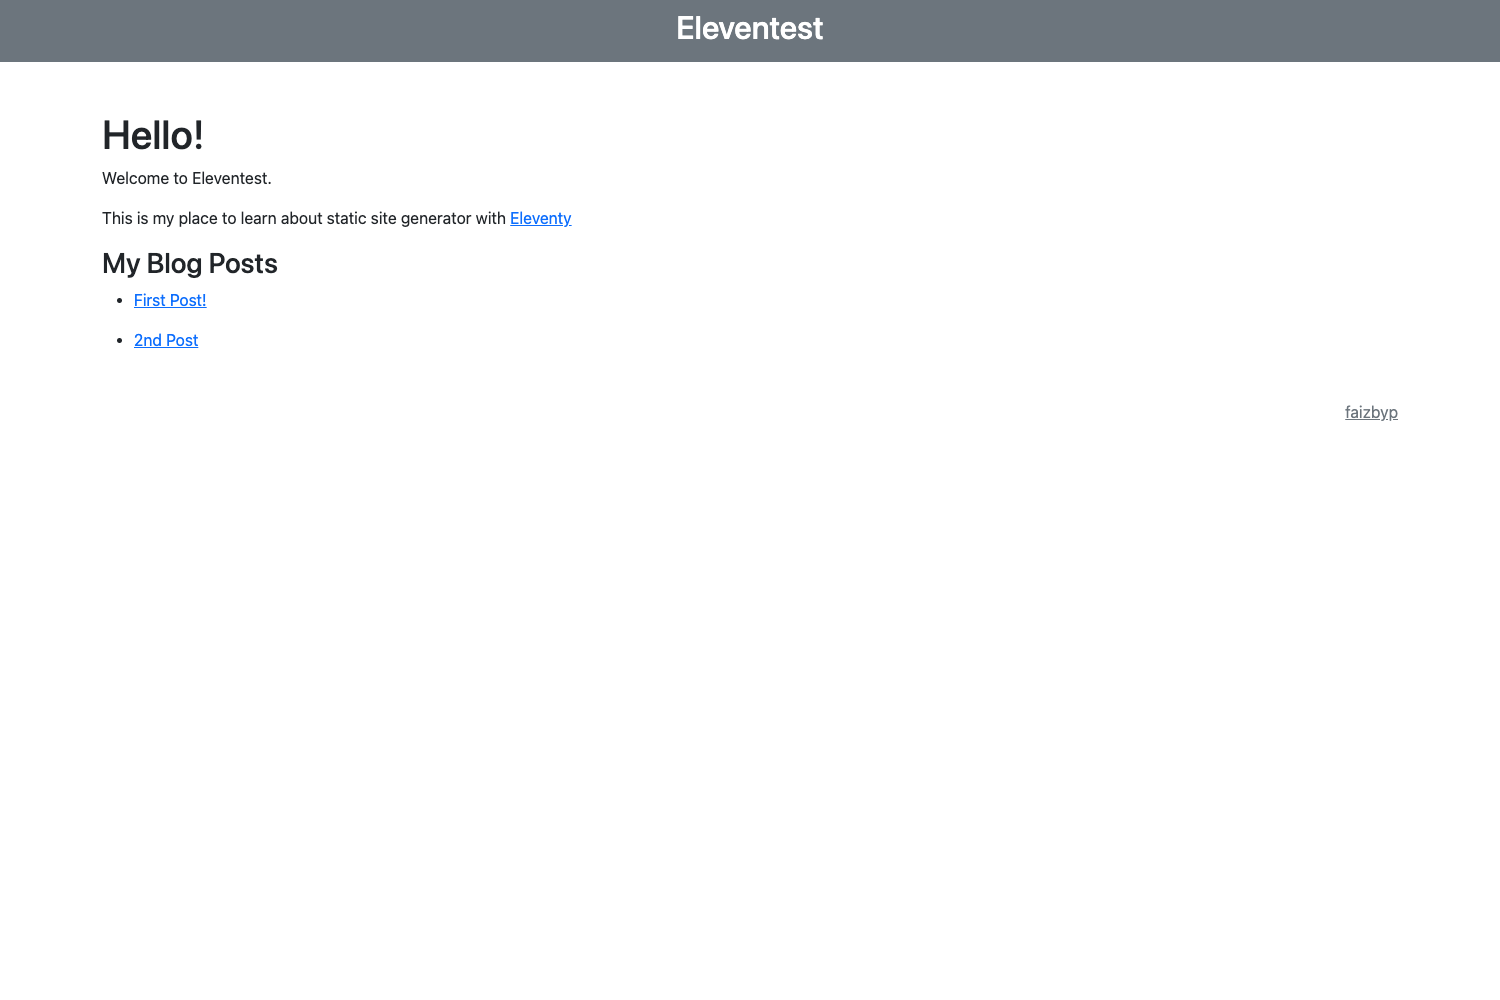 Eleventest
Hello!
Welcome to Eleventest.
This is my place to learn about static site generator with Eleventy
My Blog Posts
First Post!
2nd Post
faizbyp